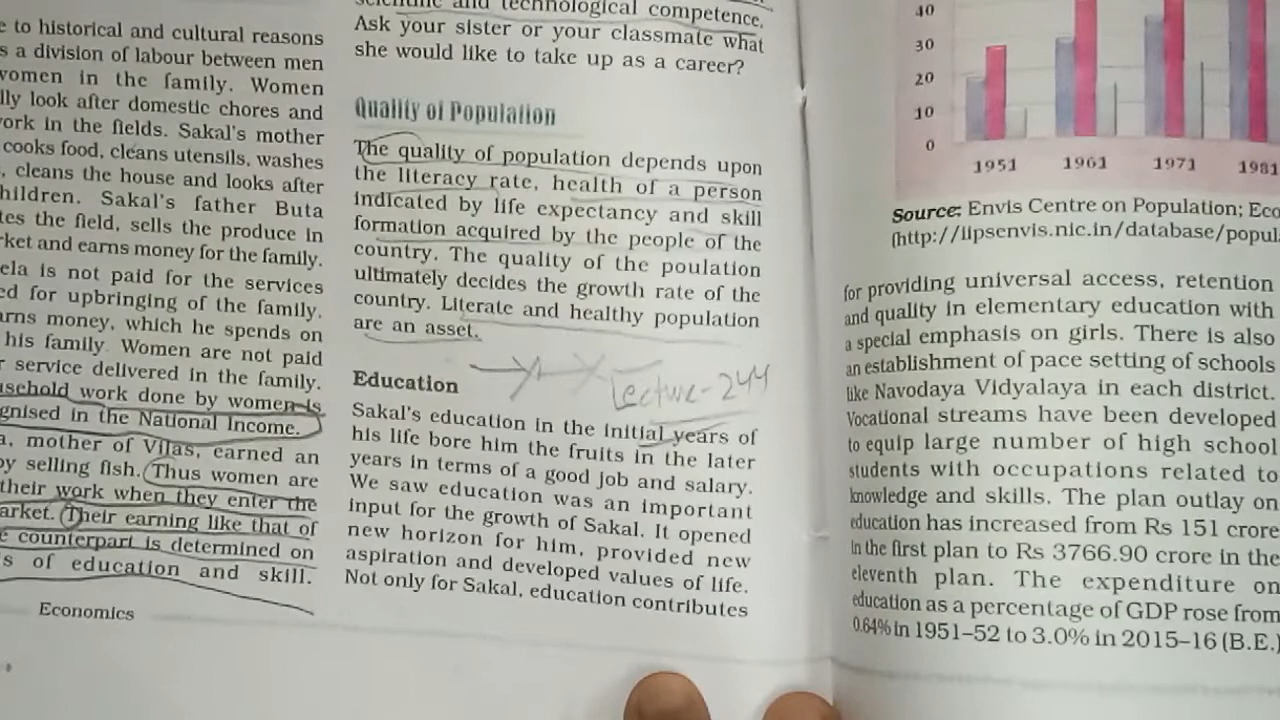 e to historical and cultural reasons
s a division of labour between men
women in the family. Women
lly look after domestic chores and
ork in the fields. Sakal's mother
cooks food, cleans utensils, washes
, cleans the house and looks after
hildren. Sakal's father Buta
tes the field, sells the produce in
rket and earns money for the family.
ela is not paid for the services
ed for upbringing of the family.
arns money, which he spends on
his family. Women are not paid
r service delivered in the family.
usehold work done by women is
gnised in the National Income.
a, mother of Vilas, earned an
by selling fish. Thus women are
their work when they enter the
arket. Their earning like that of
e counterpart is determined on
s of education and skill.
Economics
scientific and technological competence.
Ask your sister or your classmate what
she would like to take up as a career?
Quality of Population
The quality of population depends upon
the literacy rate, health of a person
indicated by life expectancy and skill
formation acquired by the people of the
country. The quality of the poulation
ultimately decides the growth rate of the
country. Literate and healthy population
are an asset.
Lecture-244
Education
Sakal's education in the initial years of
his life bore him the fruits in the later
years in terms of a good job and salary.
We saw education was an important
input for the growth of Sakal. It opened
new horizon for him, provided new
aspiration and developed values of life.
Not only for Sakal, education contributes
40
30
20
10
0
1951 1961 1971 1981
Source: Envis Centre on Population; Eco
(http://iipsenvis.nic.in/database/popul
for providing universal access, retention
and quality in elementary education with
a special emphasis on girls. There is also
an establishment of pace setting of schools
like Navodaya Vidyalaya in each district.
Vocational streams have been developed
to equip large number of high school
students with occupations related to
knowledge and skills. The plan outlay on
education has increased from Rs 151 crore
in the first plan to Rs 3766.90 crore in the
eleventh plan. The expenditure on
education as a percentage of GDP rose from
0.64% in 1951–52 to 3.0% in 2015–16 (B.E.)